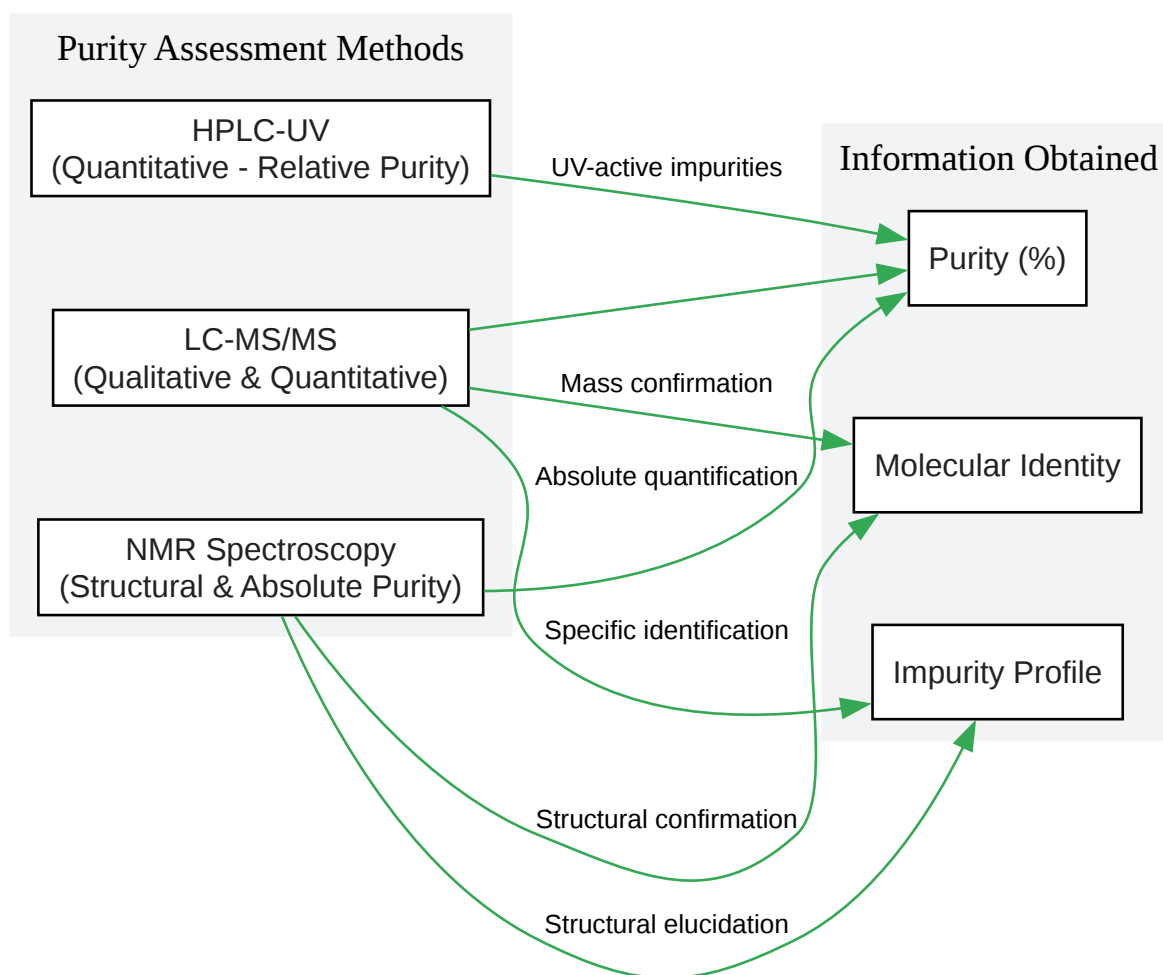 Purity Assessment Methods
HPLC-UV
(Quantitative - Relative Purity)
LC-MS/MS
(Qualitative & Quantitative)
NMR Spectroscopy
(Structural & Absolute Purity)
UV-active impurities
Mass confirmation
Absolute quantification
Specific identification
Structural confirmation
Structural elucidation
Information Obtained
Purity (%)
Molecular Identity
Impurity Profile